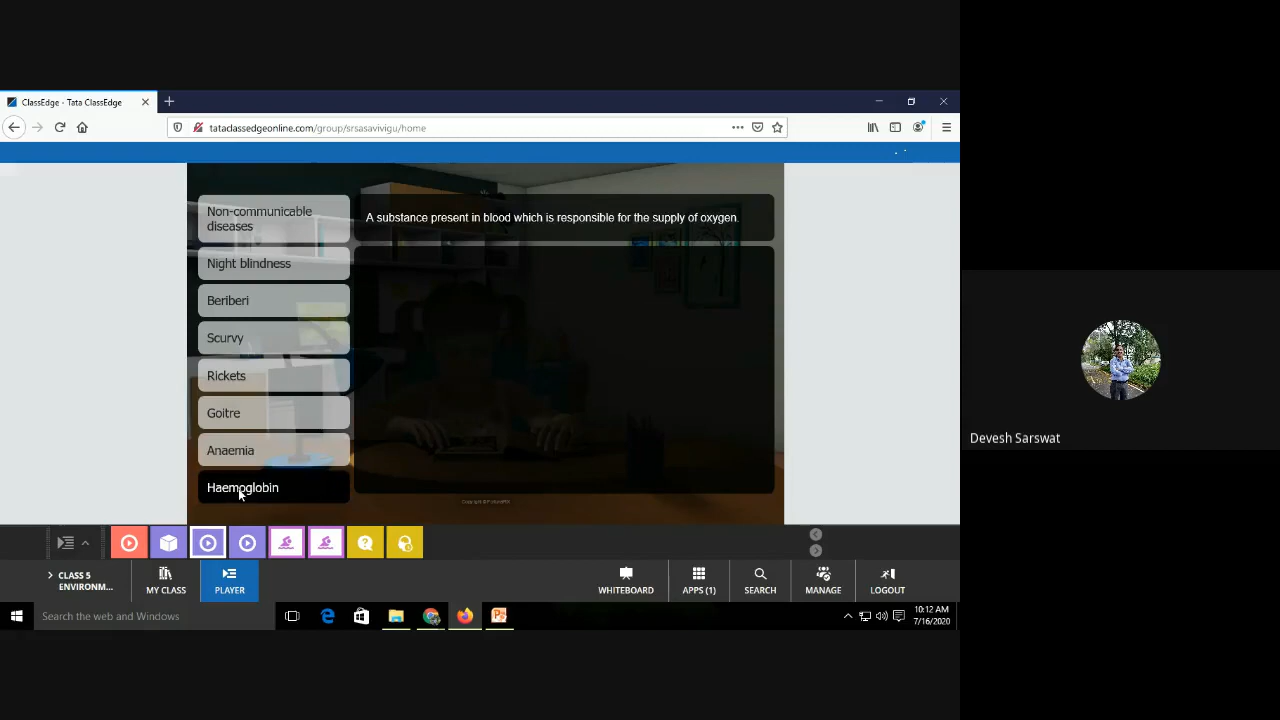 ClassEdge - Tata ClassEdge
tataclassedgeonline.com/group/srsasavivigu/home
Non-communicable
diseases
A substance present in blood which is responsible for the supply of oxygen.
Night blindness
Beriberi
Scurvy
Rickets
Goitre
Anaemia
Haemoglobin
Devesh Sarswat
CLASS 5
ENVIRONM...
MY CLASS
PLAYER
WHITEBOARD
APPS (1)
SEARCH
MANAGE
LOGOUT
Search the web and Windows
10:12 AM
7/16/2020